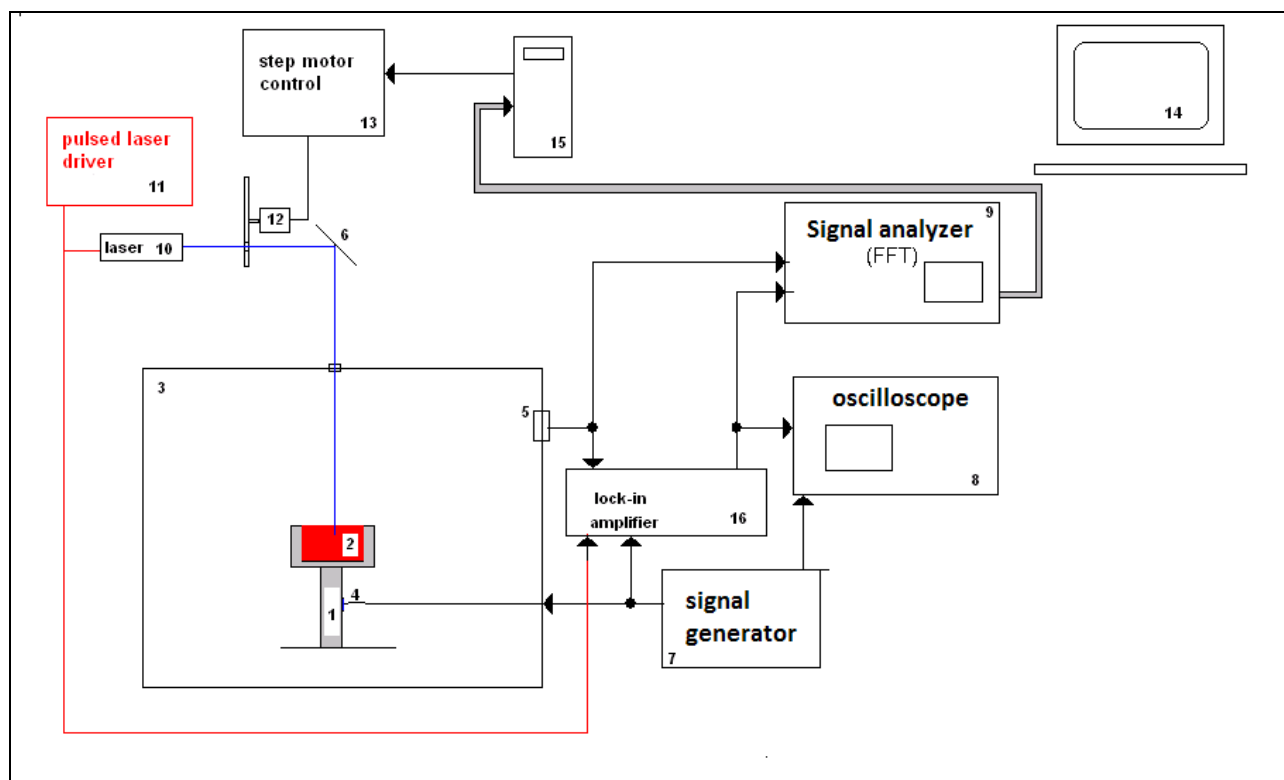 step motor
control
13
15
14
pulsed laser
driver
11
12
6
laser 10
9
Signal analyzer
(FFT)
3
5
oscilloscope
8
lock-in
amplifier
16
2
4
1
signal
generator
7